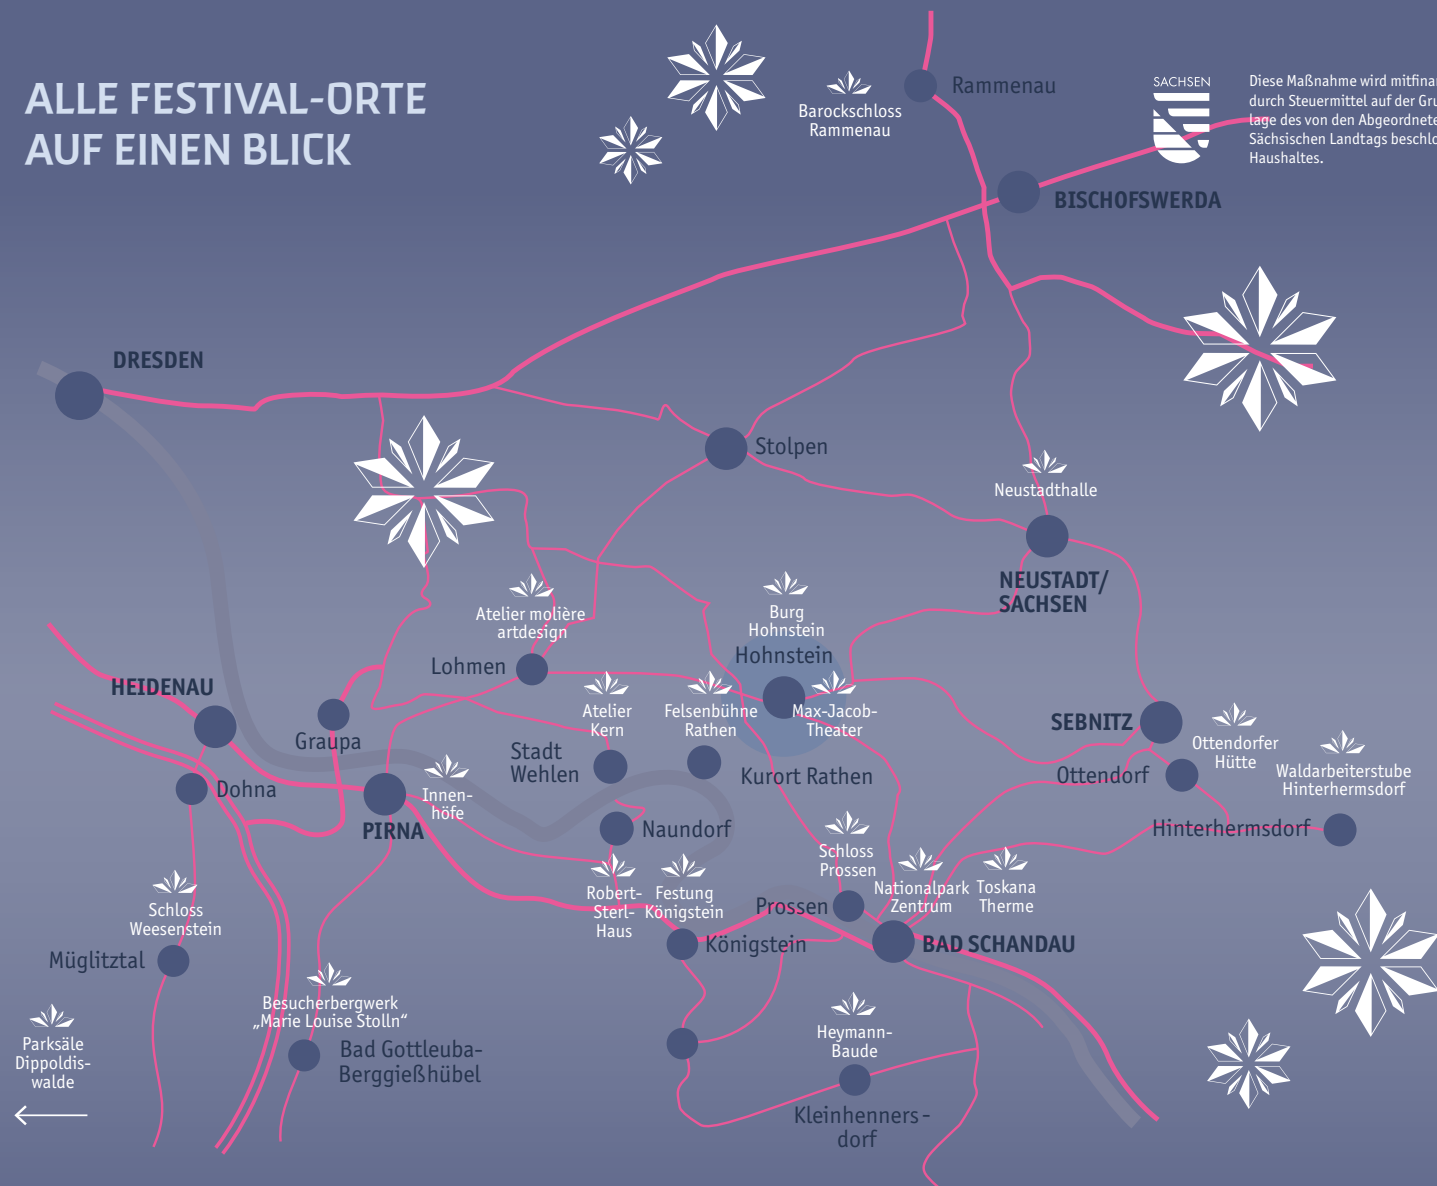 ALLE FESTIVAL-ORTE
AUF EINEN BLICK
Barockschloss
Rammenau
Rammenau
SACHSEN
Diese Maßnahme wird mitfinan
durch Steuermittel auf der Gru
lage des von den Abgeordnete
Sächsischen Landtags beschlo
Haushaltes.
BISCHOFSWERDA
DRESDEN
Stolpen
Neustadthalle
NEUSTADT/
SACHSEN
Atelier molière
artdesign
Lohmen
Burg
Hohnstein
Hohnstein
HEIDENAU
Graupa
Atelier
Kern
Felsenbühne
Rathen
Max-Jacob-
Theater
SEBNITZ
Ottendorfer
Hütte
Waldarbeiterstube
Hinterhermsdorf
Stadt
Wehlen
Kurort Rathen
Ottendorf
Dohna
Innen-
höfe
PIRNA
Naundorf
Hinterhermsdorf
Schloss
Prossen
Nationalpark
Zentrum
Toskana
Therme
Robert-
Sterl-
Haus
Festung
Königstein
Prossen
Schloss
Weesenstein
Königstein
BAD SCHANDAU
Müglitztal
Besucherbergwerk
„Marie Louise Stolln“
Parksäle
Dippoldis-
walde
Bad Gottleuba-
Berggießhübel
Heymann-
Baude
Kleinhenners-
dorf